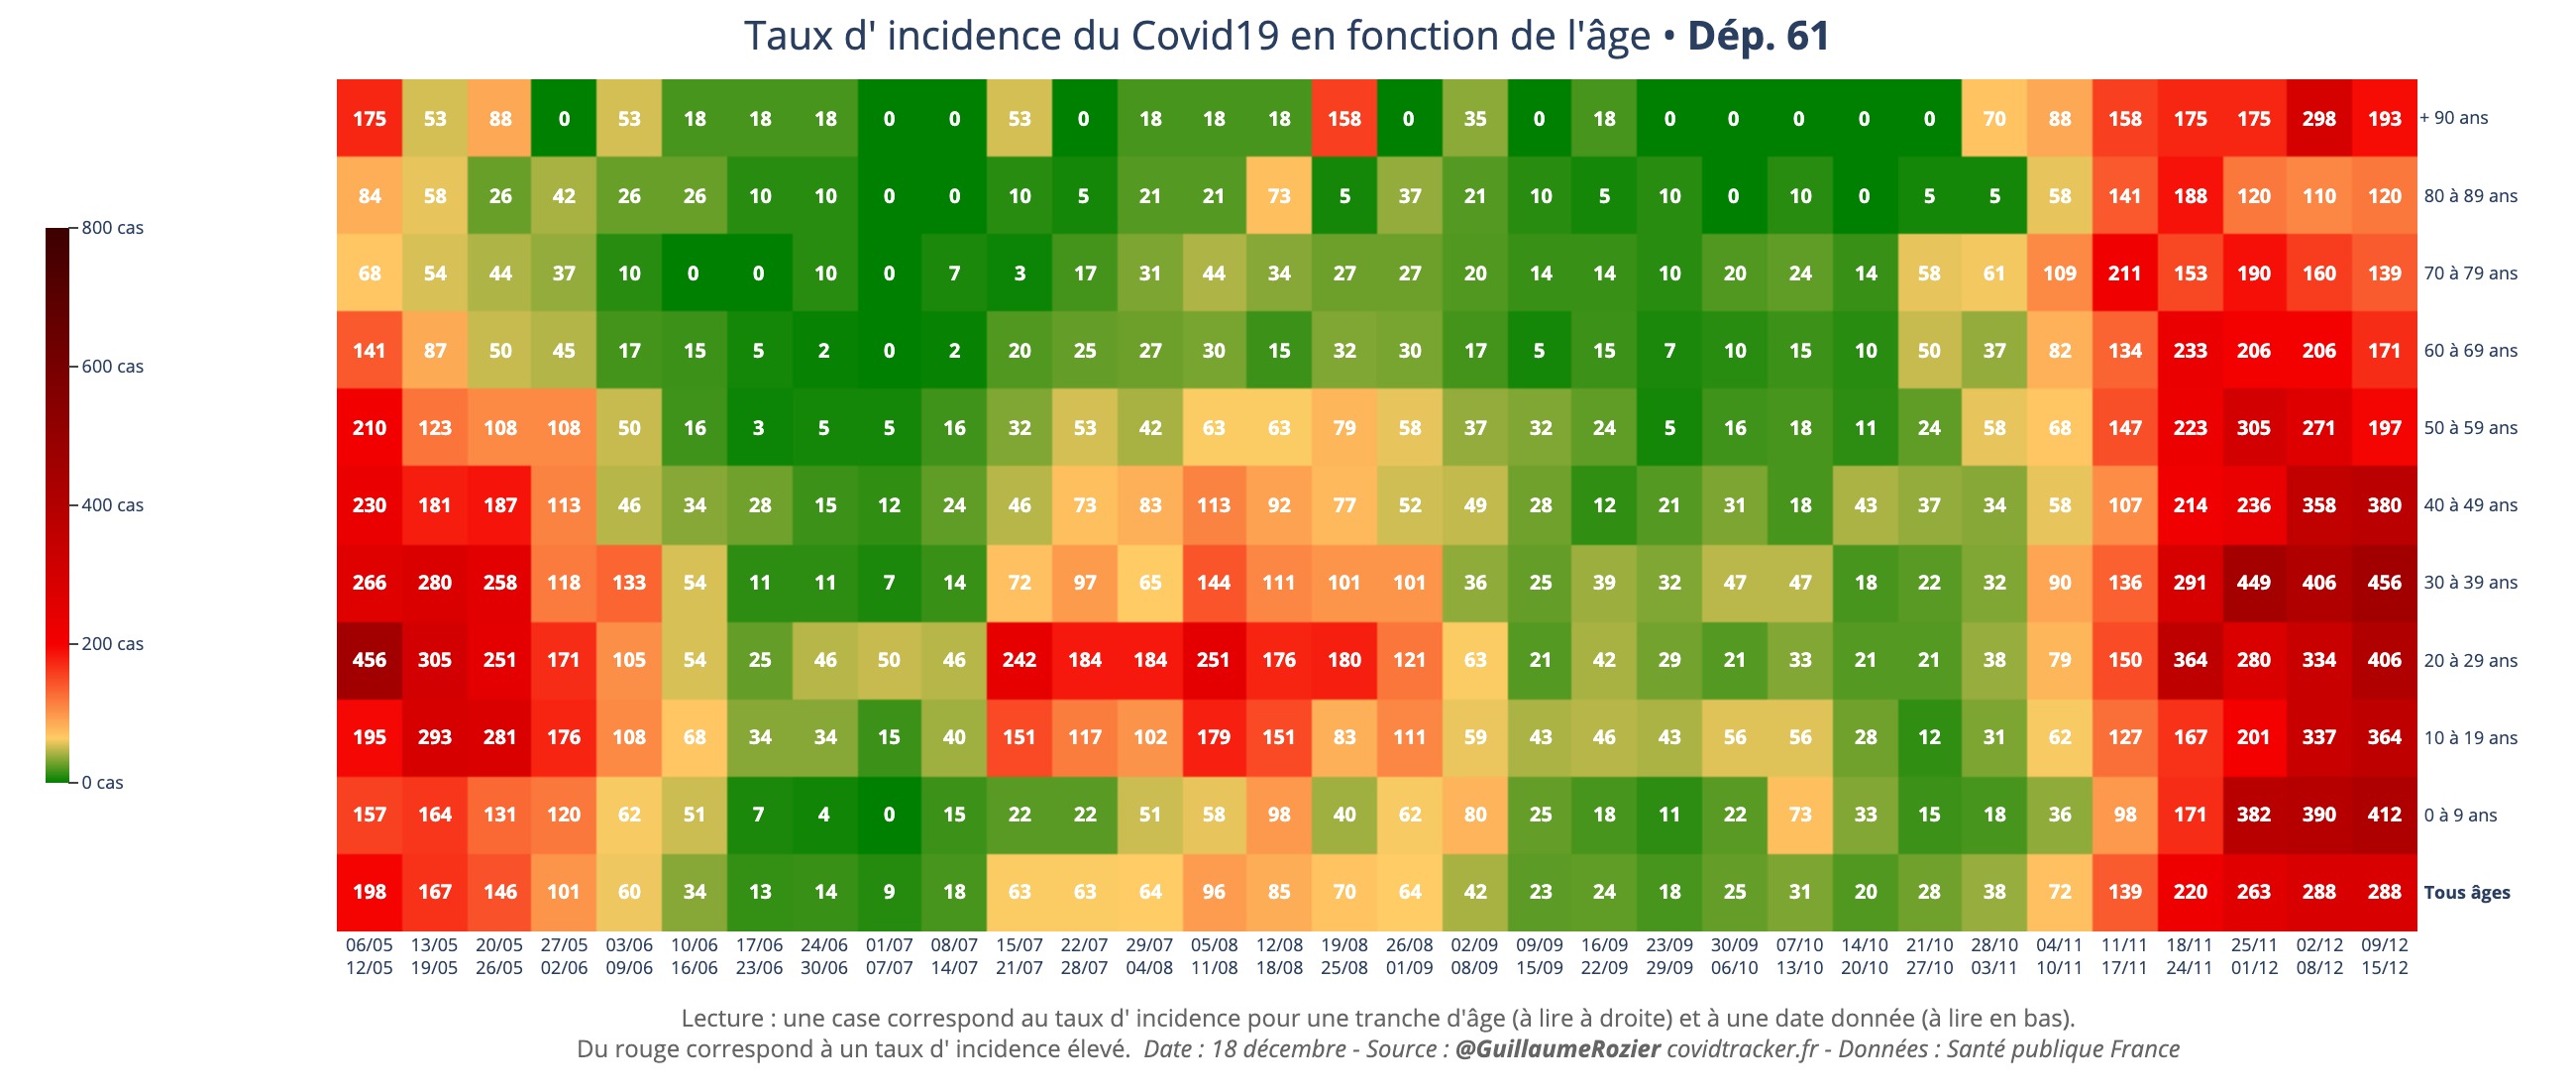 Taux d' incidence du Covid19 en fonction de l'âge • Dép. 61
800 cas
600 cas
400 cas
200 cas
0 cas
175 53 88 0 53 18 18 18 0 0 53 0 18 18 18 158 0 35 0 18 0 0 0 0 0 70 88 158 175 175 298 193 + 90 ans
84 58 26 42 26 26 10 10 0 0 10 5 21 21 73 5 37 21 10 5 10 0 10 0 5 5 58 141 188 120 110 120 80 à 89 ans
68 54 44 37 10 0 0 10 0 7 3 17 31 44 34 27 27 20 14 14 10 20 24 14 58 61 109 211 153 190 160 139 70 à 79 ans
141 87 50 45 17 15 5 2 0 2 20 25 27 30 15 32 30 17 5 15 7 10 15 10 50 37 82 134 233 206 206 171 60 à 69 ans
210 123 108 108 50 16 3 5 5 16 32 53 42 63 63 79 58 37 32 24 5 16 18 11 24 58 68 147 223 305 271 197 50 à 59 ans
230 181 187 113 46 34 28 15 12 24 46 73 83 113 92 77 52 49 28 12 21 31 18 43 37 34 58 107 214 236 358 380 40 à 49 ans
266 280 258 118 133 54 11 11 7 14 72 97 65 144 111 101 101 36 25 39 32 47 47 18 22 32 90 136 291 449 406 456 30 à 39 ans
456 305 251 171 105 54 25 46 50 46 242 184 184 251 176 180 121 63 21 42 29 21 33 21 21 38 79 150 364 280 334 406 20 à 29 ans
195 293 281 176 108 68 34 34 15 40 151 117 102 179 151 83 111 59 43 46 43 56 56 28 12 31 62 127 167 201 337 364 10 à 19 ans
157 164 131 120 62 51 7 4 0 15 22 22 51 58 98 40 62 80 25 18 11 22 73 33 15 18 36 98 171 382 390 412 0 à 9 ans
198 167 146 101 60 34 13 14 9 18 63 63 64 96 85 70 64 42 23 24 18 25 31 20 28 38 72 139 220 263 288 288 Tous âges
06/05 13/05 20/05 27/05 03/06 10/06 17/06 24/06 01/07 08/07 15/07 22/07 29/07 05/08 12/08 19/08 26/08 02/09 09/09 16/09 23/09 30/09 07/10 14/10 21/10 28/10 04/11 11/11 18/11 25/11 02/12 09/12
12/05 19/05 26/05 02/06 09/06 16/06 23/06 30/06 07/07 14/07 21/07 28/07 04/08 11/08 18/08 25/08 01/09 08/09 15/09 22/09 29/09 06/10 13/10 20/10 27/10 03/11 10/11 17/11 24/11 01/12 08/12 15/12
Lecture : une case correspond au taux d' incidence pour une tranche d'âge (à lire à droite) et à une date donnée (à lire en bas).
Du rouge correspond à un taux d' incidence élevé. Date : 18 décembre - Source : @GuillaumeRozier covidtracker.fr - Données : Santé publique France